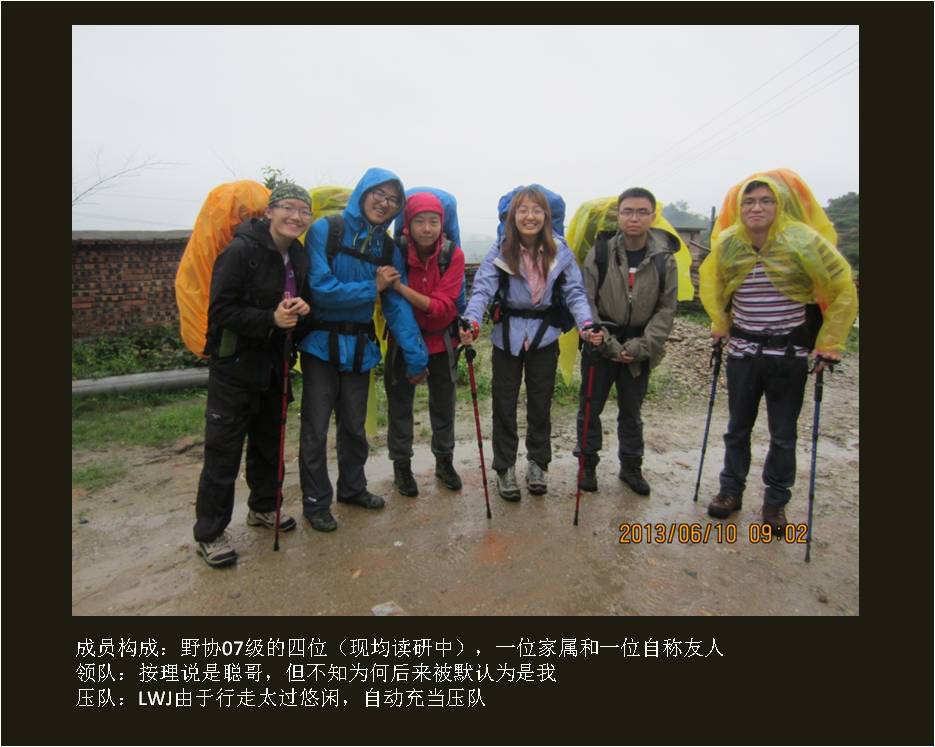 2013/06/10 09:02
成员构成：野协07级的四位（现均读研中），一位家属和一位自称友人
领队：按理说是聪哥，但不知为何后来被默认为是我
压队：LWJ由于行走太过悠闲，自动充当压队